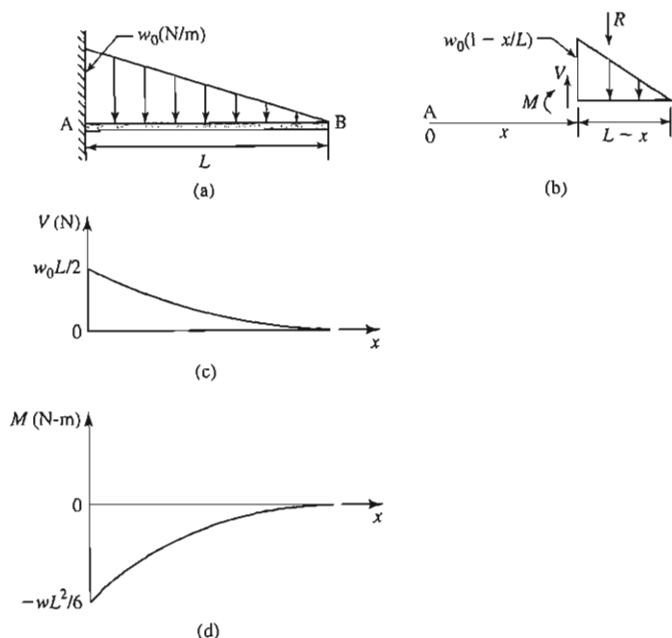 w₀(N/m)
A
B
L
(a)
w₀(1 − x/L)
R
V
M
A
0
x
L ~ x
(b)
V (N)
w₀L/2
0
x
(c)
M (N-m)
0
x
−wL²/6
(d)